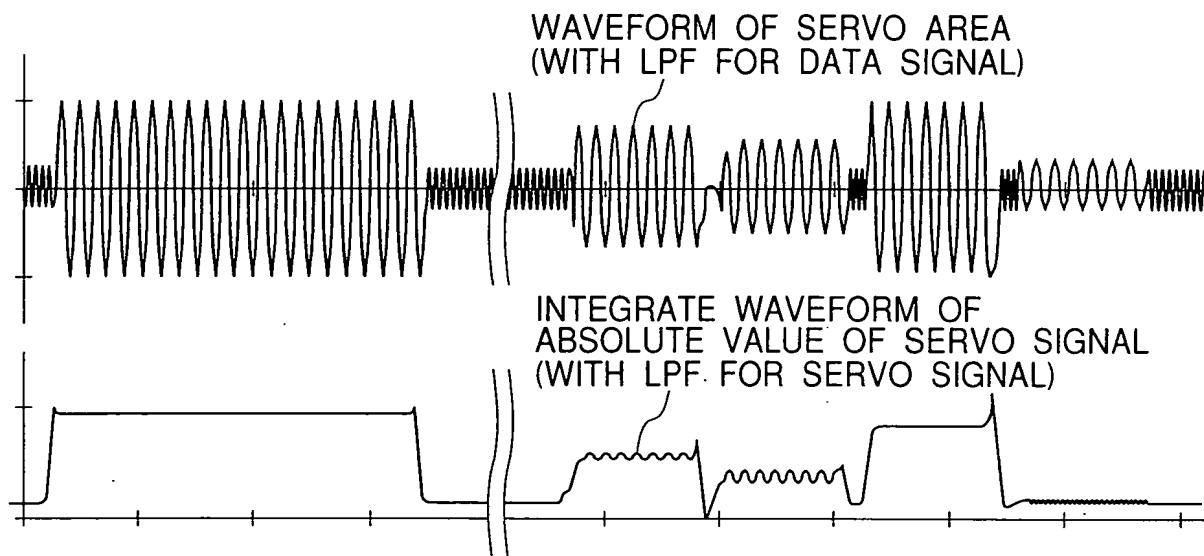 WAVEFORM OF SERVO AREA
(WITH LPF FOR DATA SIGNAL)
INTEGRATE WAVEFORM OF
ABSOLUTE VALUE OF SERVO SIGNAL
(WITH LPF FOR SERVO SIGNAL)